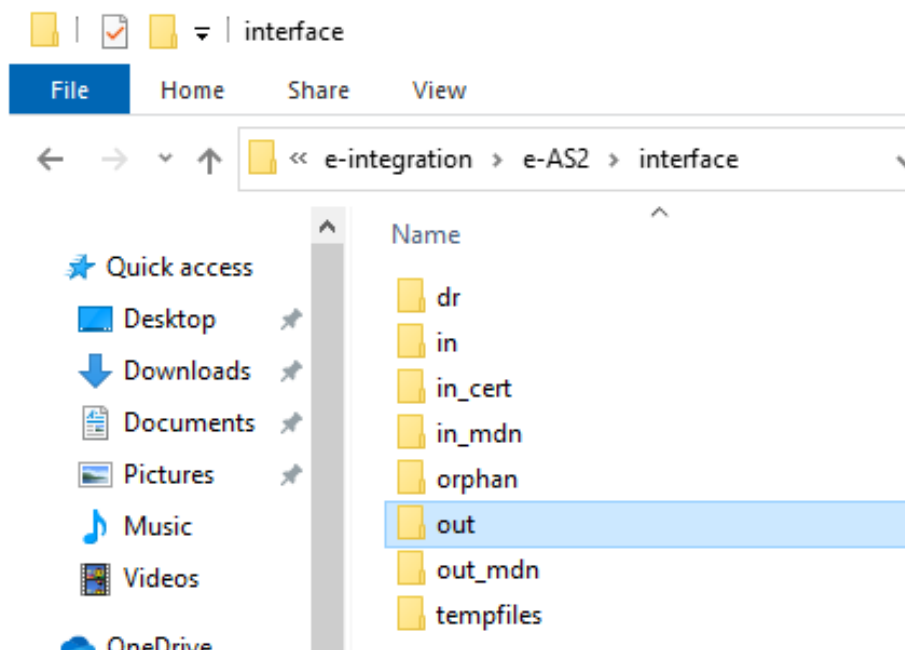 interface
File Home Share View
« e-integration > e-AS2 > interface
Name
Quick access
Desktop
Downloads
Documents
Pictures
Music
Videos
OneDrive
dr
in
in_cert
in_mdn
orphan
out
out_mdn
tempfiles